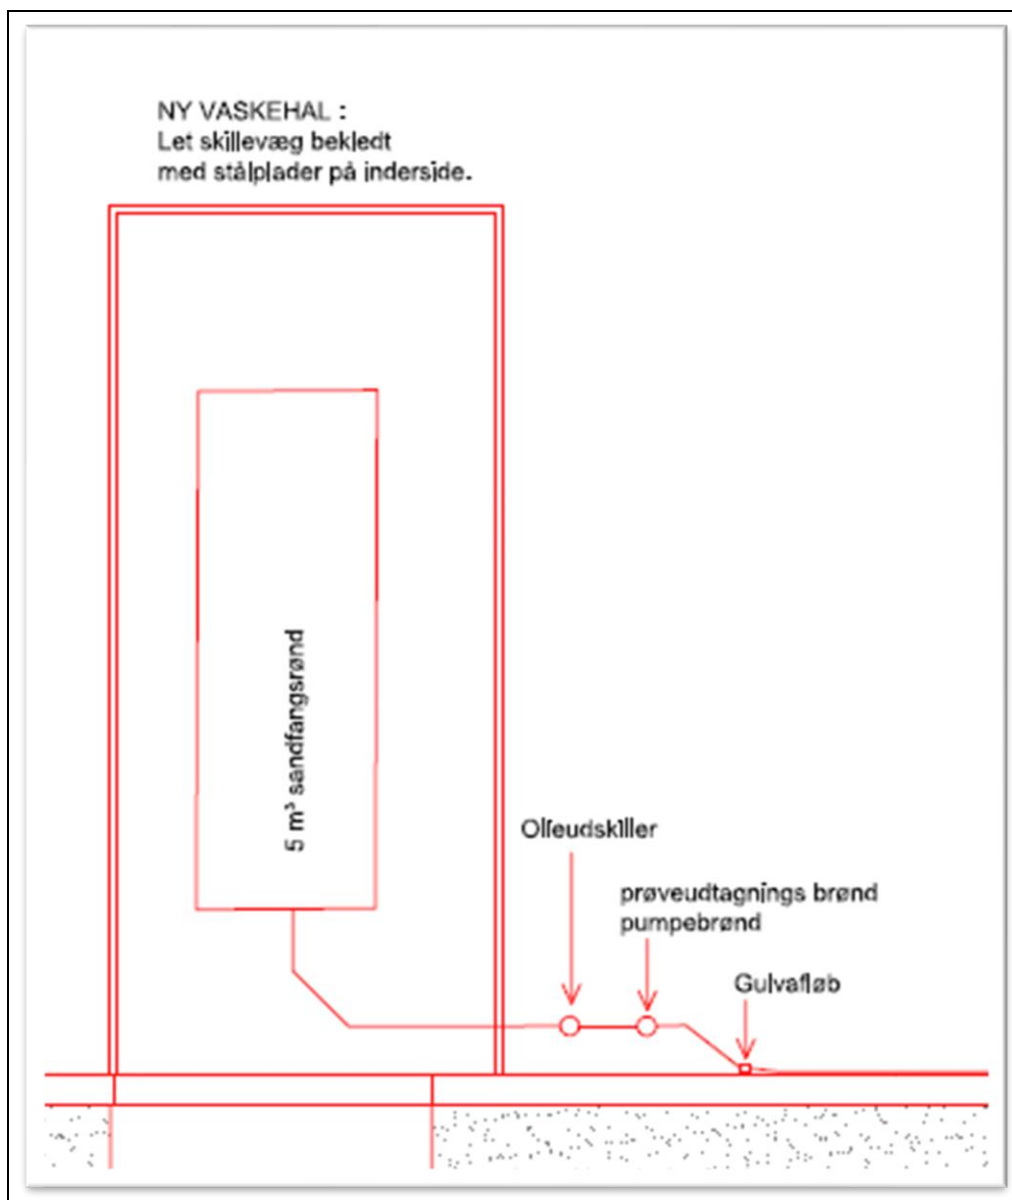 NY VASKEHAL :
Let skillevæg bekledt
med stålplader på inderside.
5 m³ sandfangsrønd
Olieudskiller
prøveudtagnings brønd
pumpebrønd
Gulvafløb